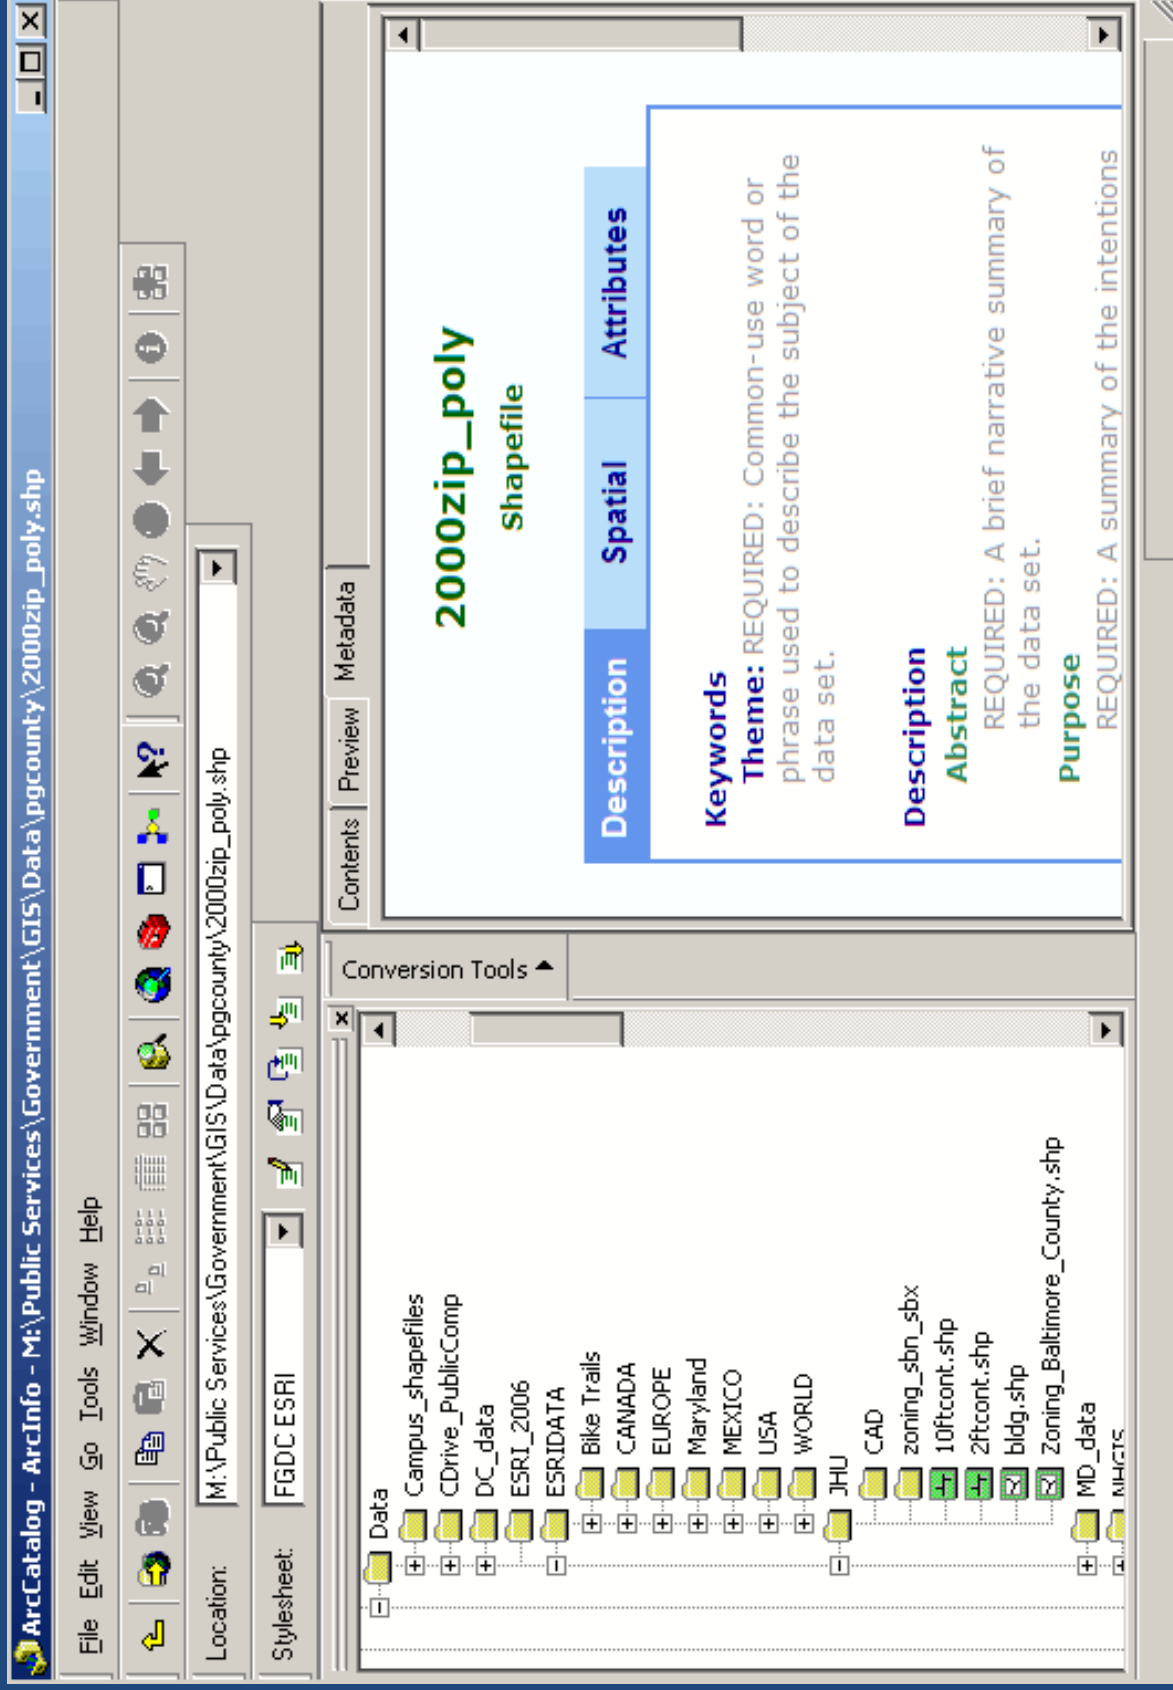 ArcCatalog - ArcInfo - M:\Public Services\Government\GIS\Data\pgcounty\2000zip_poly.shp
File Edit View Go Tools Window Help
Location: M:\Public Services\Government\GIS\Data\pgcounty\2000zip_poly.shp
Stylesheet: FGDC ESRI
Conversion Tools
Data
Campus_shapefiles
CDrive_PublicComp
DC_data
ESRI_2006
ESRIDATA
Bike Trails
CANADA
EUROPE
Maryland
MEXICO
USA
WORLD
JHU
CAD
zoning_sbn_sbx
10ftcont.shp
2ftcont.shp
bldg.shp
Zoning_Baltimore_County.shp
MD_data
NHGIS
Contents Preview Metadata
2000zip_poly
Shapefile
Description Spatial Attributes
Keywords
Theme: REQUIRED: Common-use word or
phrase used to describe the subject of the
data set.
Description
Abstract
REQUIRED: A brief narrative summary of
the data set.
Purpose
REQUIRED: A summary of the intentions